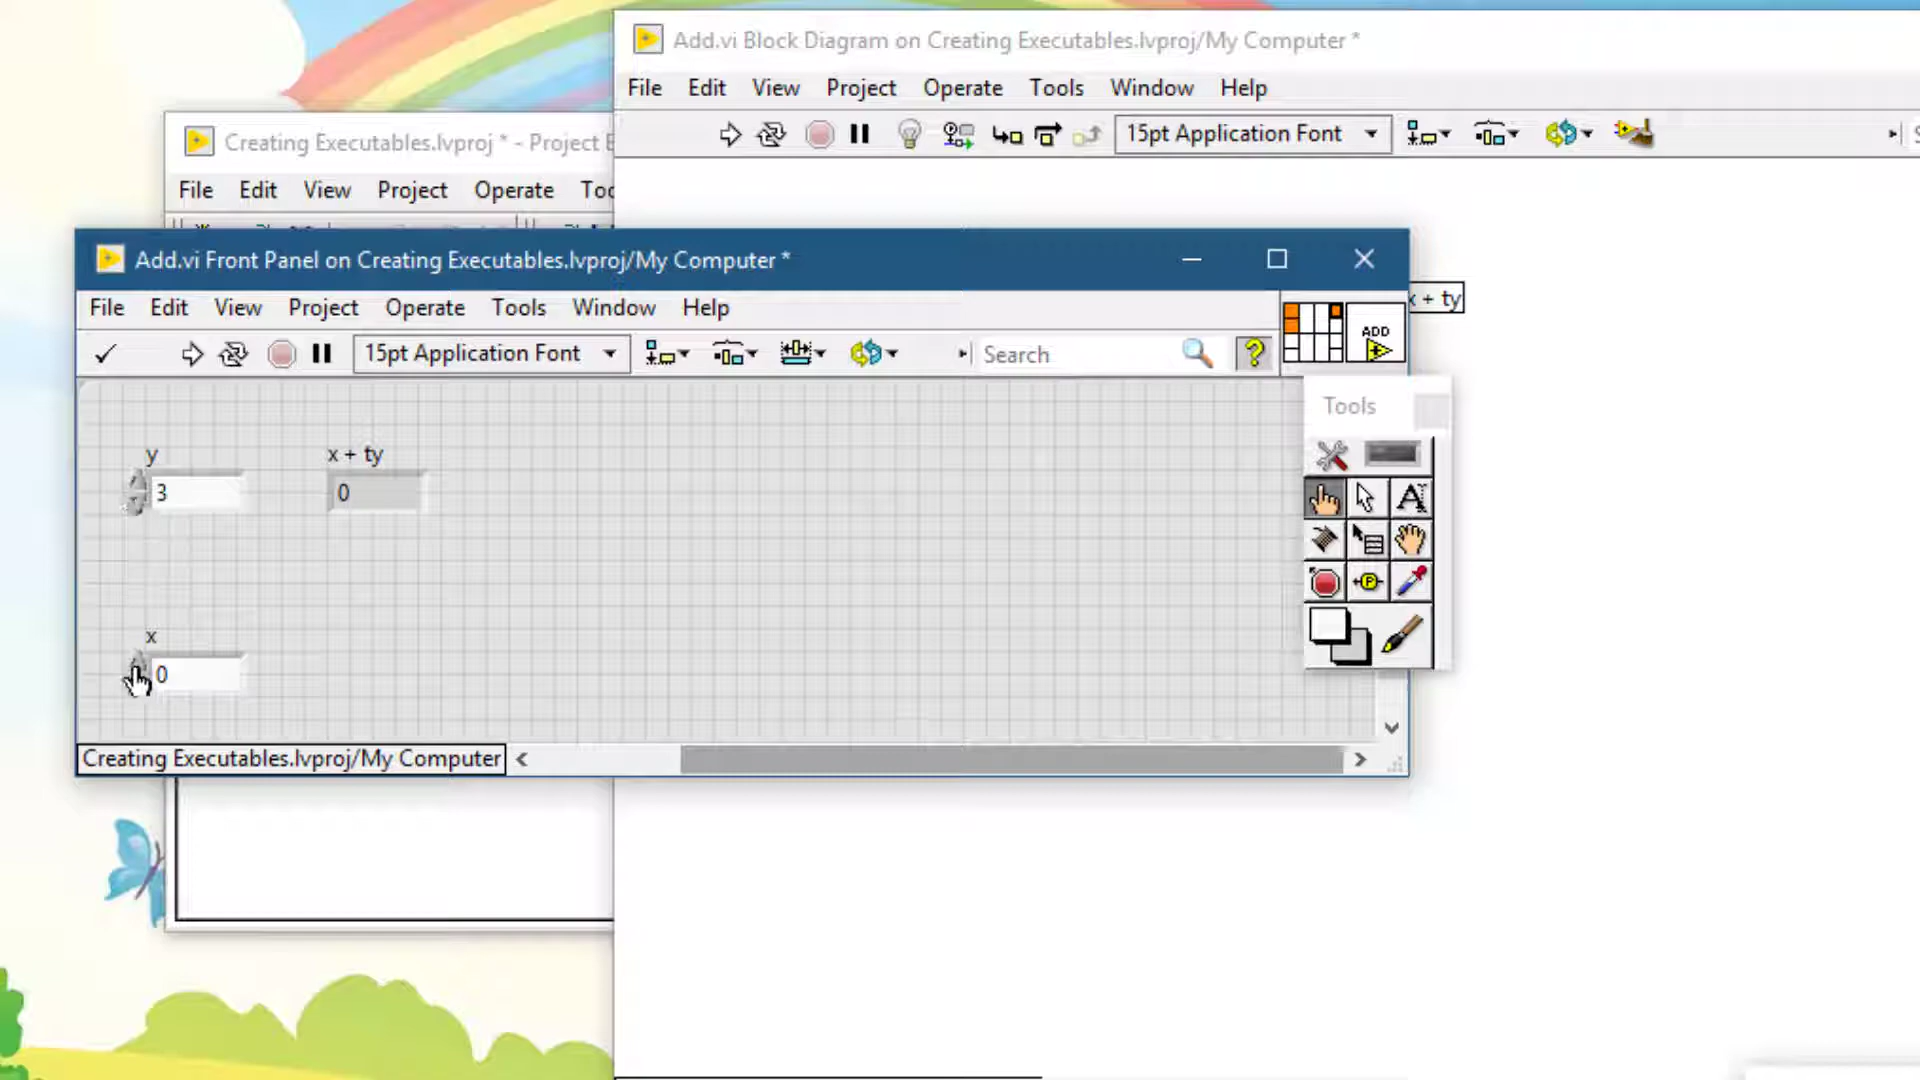 Add.vi Block Diagram on Creating Executables.lvproj/My Computer *
File Edit View Project Operate Tools Window Help
15pt Application Font
Creating Executables.lvproj * - Project E
File Edit View Project Operate Too
Add.vi Front Panel on Creating Executables.lvproj/My Computer *
File Edit View Project Operate Tools Window Help
15pt Application Font
Search
ADD
x + ty
Tools
y
3
x + ty
0
x
0
Creating Executables.lvproj/My Computer